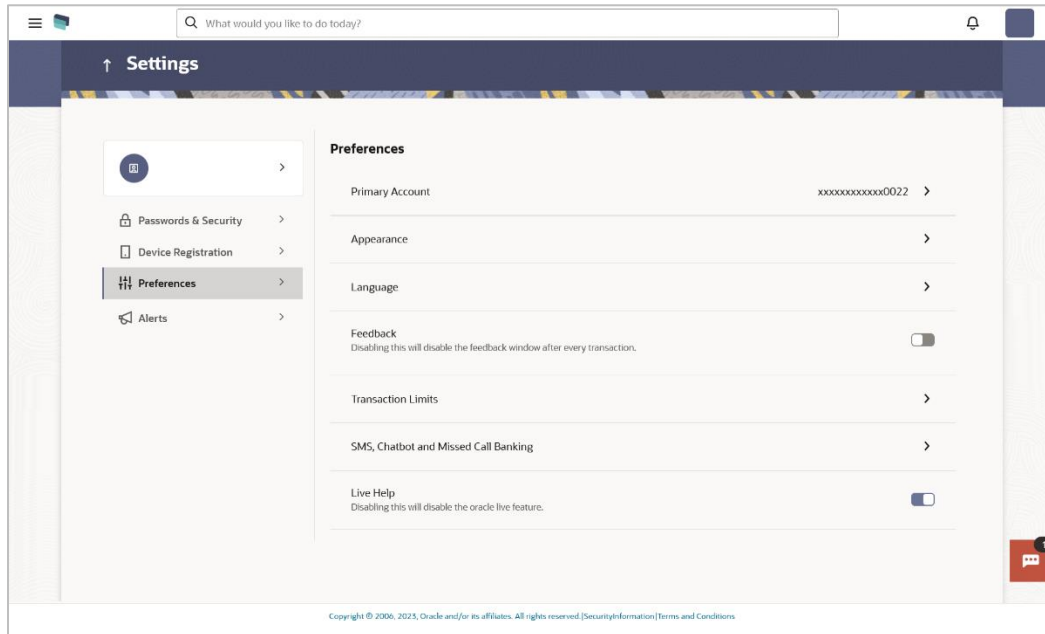 What would you like to do today?
↑ Settings
Preferences
Primary Account xxxxxxxxxxxx0022
Passwords & Security
Appearance
Device Registration
Preferences
Language
Alerts
Feedback
Disabling this will disable the feedback window after every transaction.
Transaction Limits
SMS, Chatbot and Missed Call Banking
Live Help
Disabling this will disable the oracle live feature.
Copyright © 2006, 2023, Oracle and/or its affiliates. All rights reserved.|SecurityInformation|Terms and Conditions